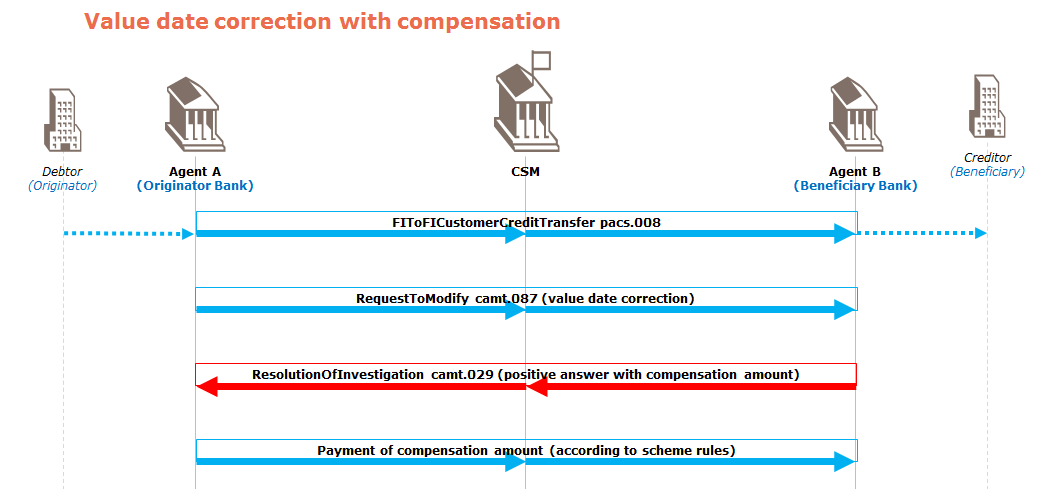 Value date correction with compensation
Debtor
(Originator)
Agent A
(Originator Bank)
CSM
Agent B
(Beneficiary Bank)
Creditor
(Beneficiary)
FIToFICustomerCreditTransfer pacs.008
RequestToModify camt.087 (value date correction)
ResolutionOfInvestigation camt.029 (positive answer with compensation amount)
Payment of compensation amount (according to scheme rules)